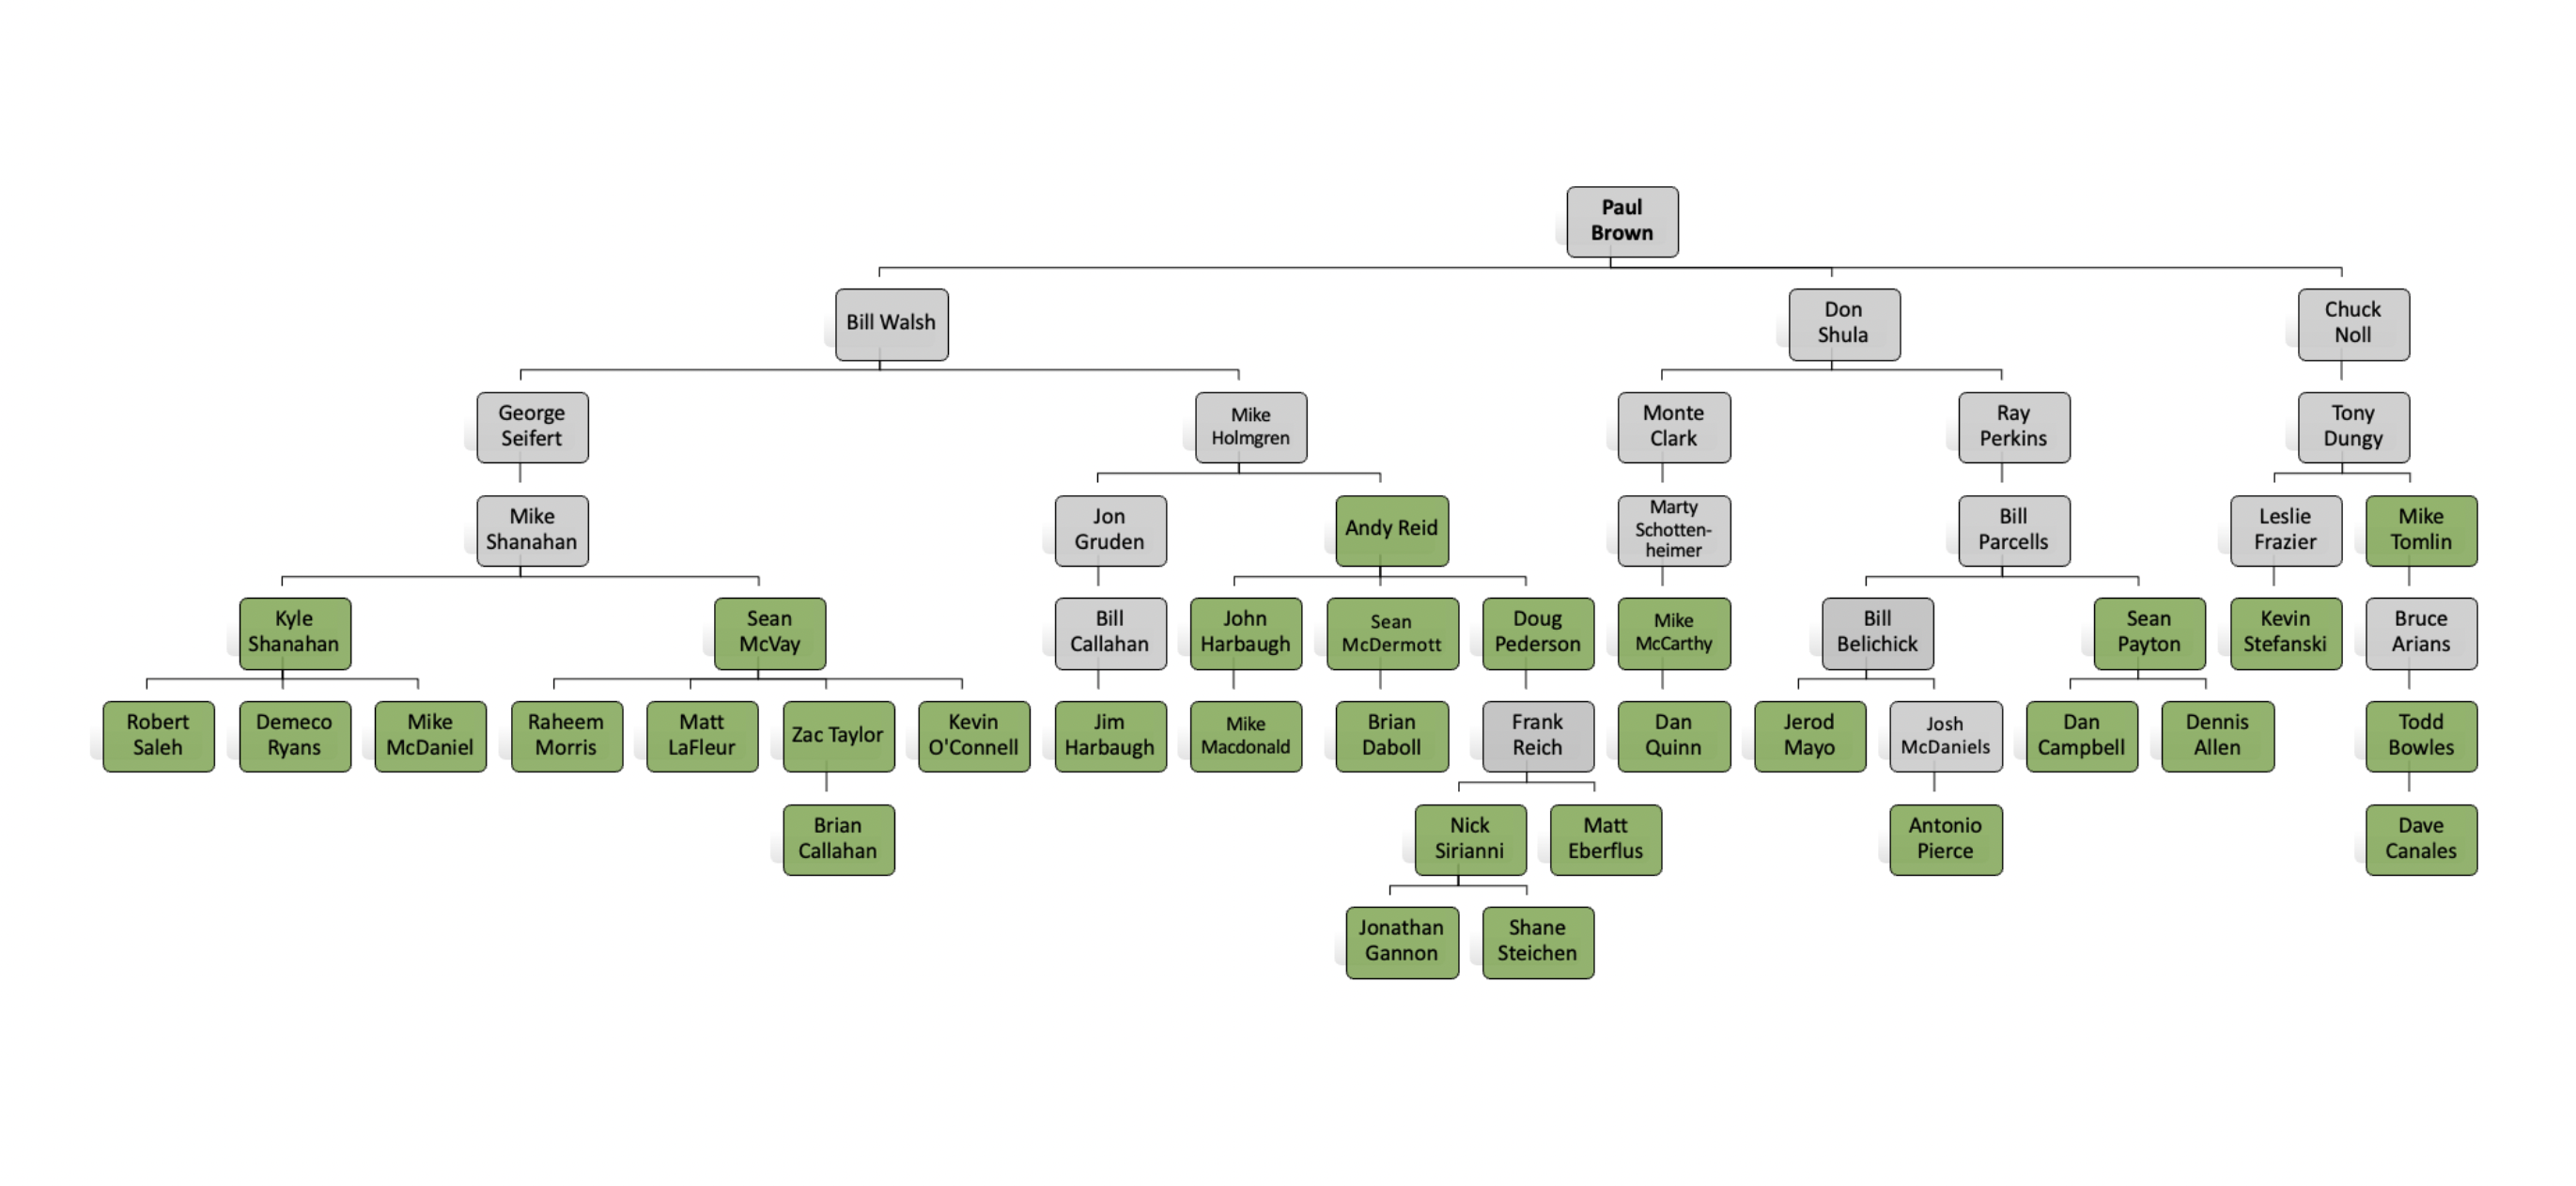 Paul
Brown
Bill Walsh
Don
Shula
Chuck
Noll
George
Seifert
Mike
Holmgren
Monte
Clark
Ray
Perkins
Tony
Dungy
Mike
Shanahan
Jon
Gruden
Andy Reid
Marty
Schotten-
heimer
Bill
Parcells
Leslie
Frazier
Mike
Tomlin
Kyle
Shanahan
Sean
McVay
Bill
Callahan
John
Harbaugh
Sean
McDermott
Doug
Pederson
Mike
McCarthy
Bill
Belichick
Sean
Payton
Kevin
Stefanski
Bruce
Arians
Robert
Saleh
Demeco
Ryans
Mike
McDaniel
Raheem
Morris
Matt
LaFleur
Zac Taylor
Kevin
O'Connell
Jim
Harbaugh
Mike
Macdonald
Brian
Daboll
Frank
Reich
Dan
Quinn
Jerod
Mayo
Josh
McDaniels
Dan
Campbell
Dennis
Allen
Todd
Bowles
Brian
Callahan
Nick
Sirianni
Matt
Eberflus
Antonio
Pierce
Dave
Canales
Jonathan
Gannon
Shane
Steichen